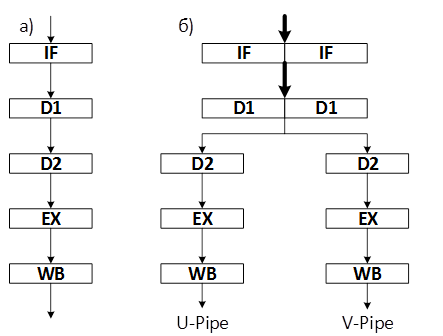 а) б)
IF IF IF
D1 D1 D1
D2 D2 D2
EX EX EX
WB WB WB
U-Pipe V-Pipe